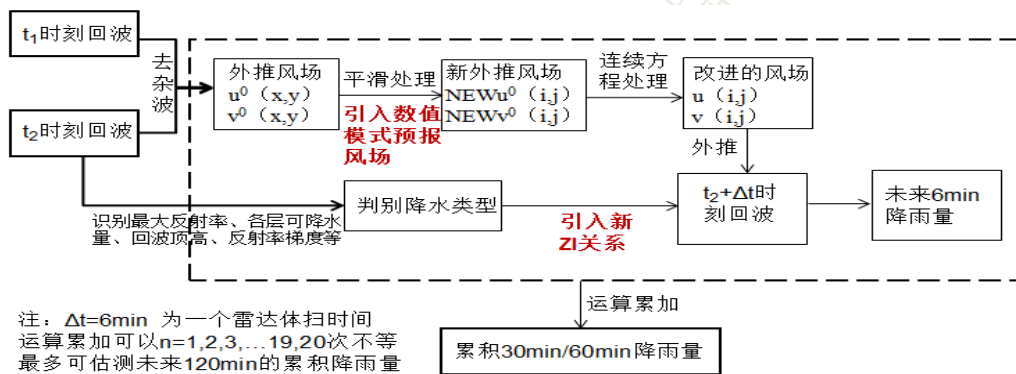 t₁时刻回波
去
杂
波
t₂时刻回波
外推风场
u⁰（x,y）
v⁰（x,y）
平滑处理
引入数值
模式预报
风场
新外推风场
NEWu⁰（i,j）
NEWv⁰（i,j）
连续方
程处理
改进的风场
u（i,j）
v（i,j）
外推
识别最大反射率、各层可降水
量、回波顶高、反射率梯度等
判别降水类型
引入新
ZI关系
t₂+Δt时
刻回波
未来6min
降雨量
运算累加
累积30min/60min降雨量
注：Δt=6min 为一个雷达体扫时间
运算累加可以n=1,2,3,…19,20次不等
最多可估测未来120min的累积降雨量